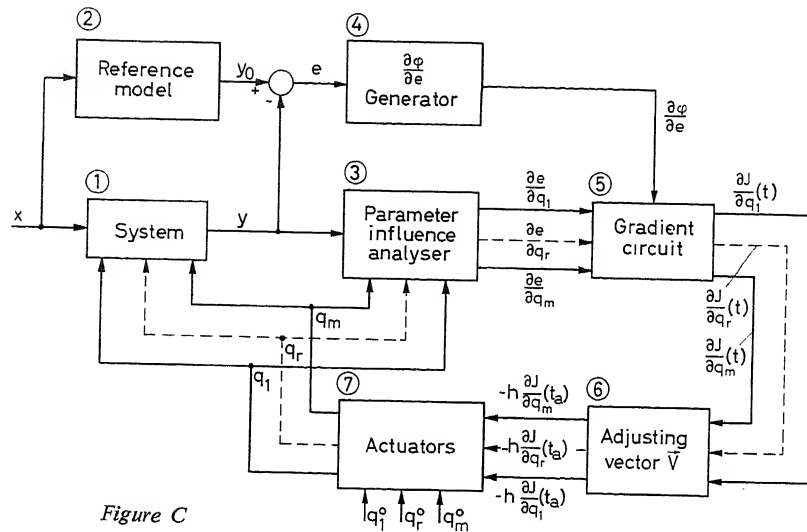 ②
Reference
model
y₀
+
-
e
④
∂φ
∂e
Generator
∂φ
∂e
①
x
System
y
③
Parameter
influence
analyser
∂e
∂q₁
∂e
∂qᵣ
∂e
∂qₘ
⑤
Gradient
circuit
∂J
∂q₁(t)
∂J
∂qᵣ(t)
∂J
∂qₘ(t)
qₘ
qᵣ
q₁
⑦
Actuators
-h ∂J
∂qₘ(tₐ)
-h ∂J
∂qᵣ(tₐ)
-h ∂J
∂q₁(tₐ)
⑥
Adjusting
vector V⃗
q₁° qᵣ° qₘ°
Figure C